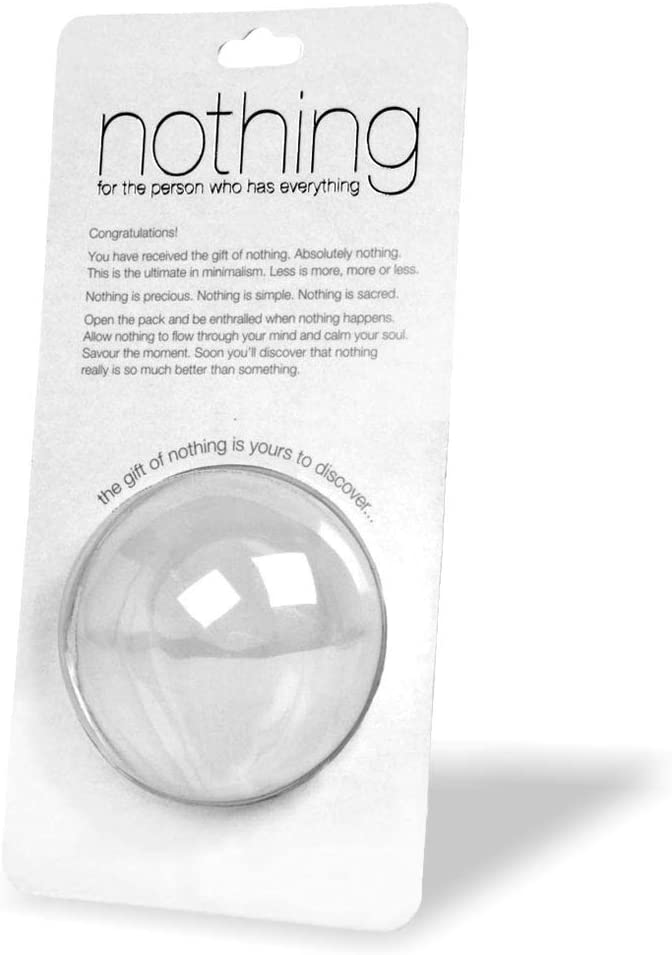 nothing
for the person who has everything
Congratulations!
You have received the gift of nothing. Absolutely nothing.
This is the ultimate in minimalism. Less is more, more or less.
Nothing is precious. Nothing is simple. Nothing is sacred.
Open the pack and be enthralled when nothing happens.
Allow nothing to flow through your mind and calm your soul.
Savour the moment. Soon you'll discover that nothing
really is so much better than something.
the gift of nothing is yours to discover...